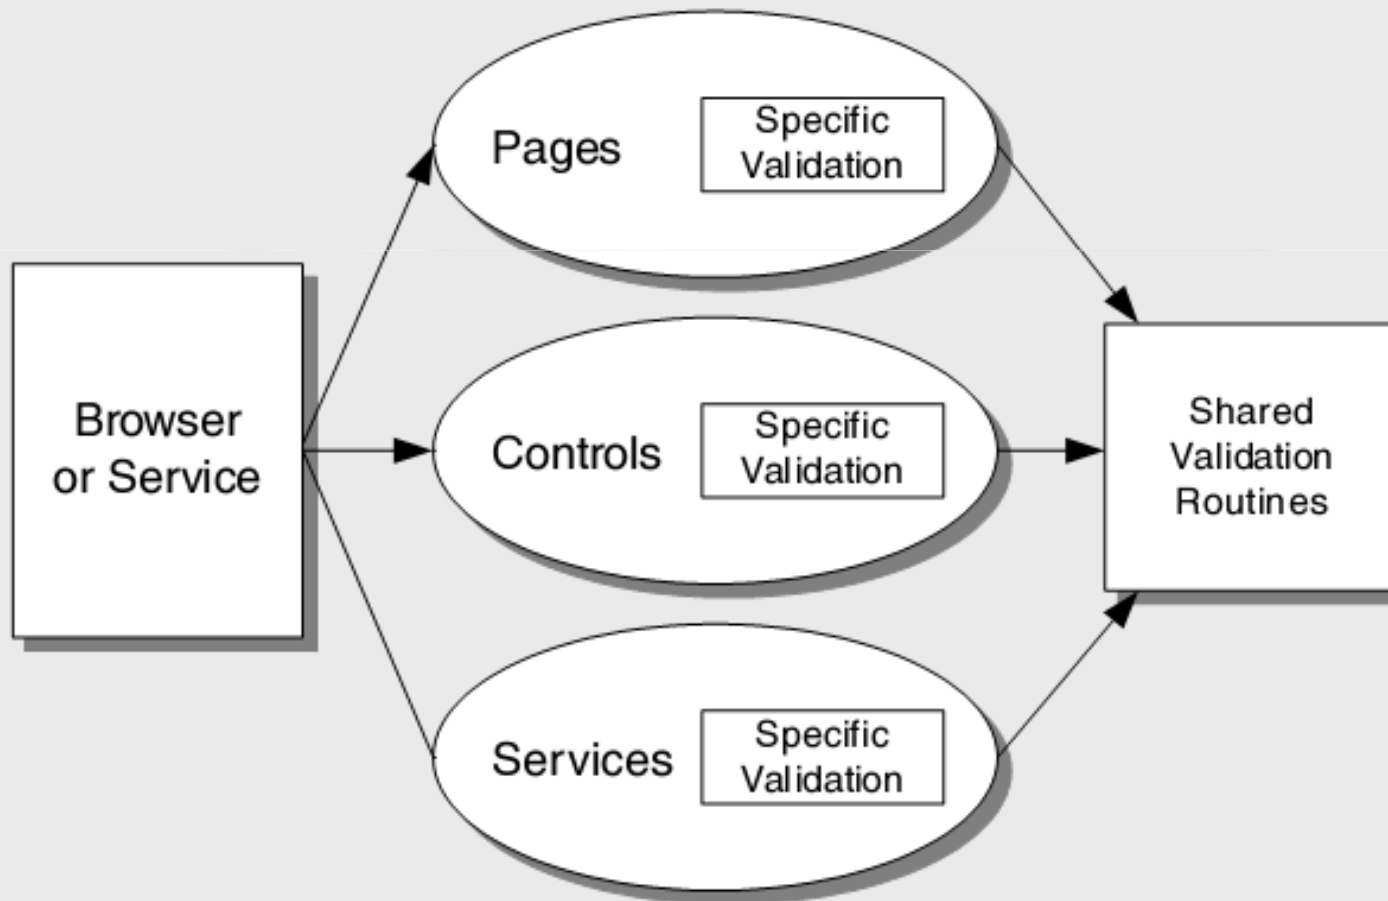 Pages
Specific
Validation
Browser
or Service
Controls
Specific
Validation
Shared
Validation
Routines
Services
Specific
Validation